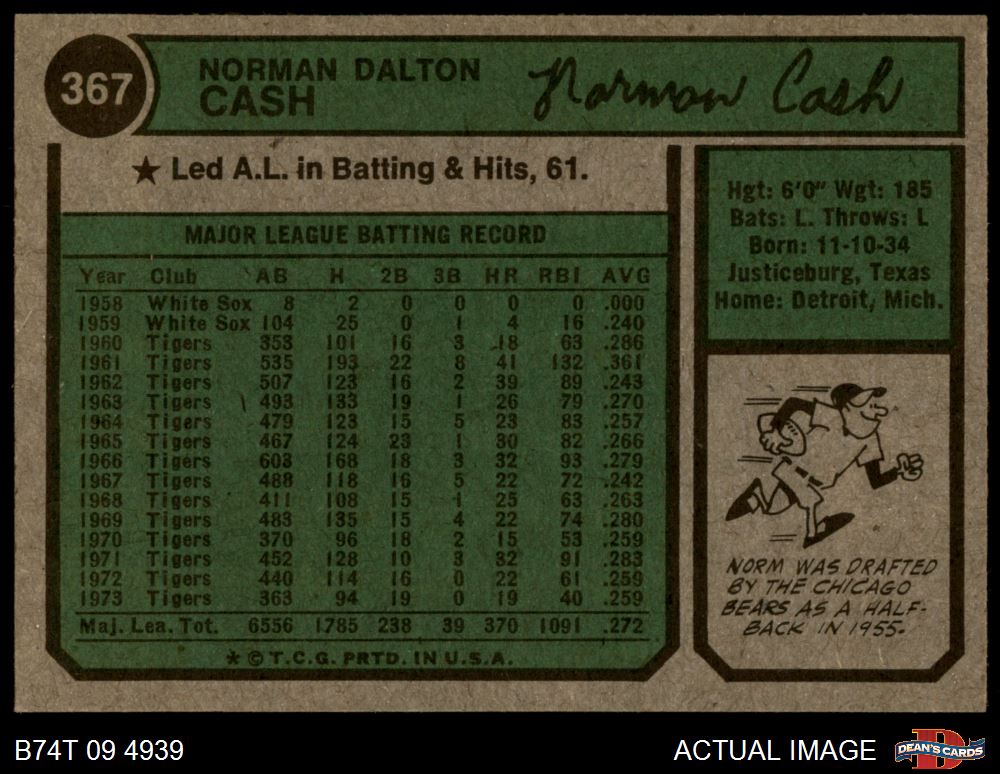 367
NORMAN DALTON
CASH
Norman Cash
★ Led A.L. in Batting & Hits, 61.
MAJOR LEAGUE BATTING RECORD
Year Club AB H 2B 3B HR RBI AVG
1958 White Sox 8 2 0 0 0 0 .000
1959 White Sox 104 25 0 1 4 16 .240
1960 Tigers 353 101 16 3 18 63 .286
1961 Tigers 535 193 22 8 41 132 .361
1962 Tigers 507 123 16 2 39 89 .243
1963 Tigers 493 133 19 1 26 79 .270
1964 Tigers 479 123 15 5 23 83 .257
1965 Tigers 467 124 23 1 30 82 .266
1966 Tigers 603 168 18 3 32 93 .279
1967 Tigers 488 118 16 5 22 72 .242
1968 Tigers 411 108 15 1 25 63 .263
1969 Tigers 483 135 15 4 22 74 .280
1970 Tigers 370 96 18 2 15 53 .259
1971 Tigers 452 128 10 3 32 91 .283
1972 Tigers 440 114 16 0 22 61 .259
1973 Tigers 363 94 19 0 19 40 .259
Maj. Lea. Tot. 6556 1785 238 39 370 1091 .272
* © T.C.G. PRTD. IN U.S.A.
Hgt: 6'0" Wgt: 185
Bats: L. Throws: L
Born: 11-10-34
Justiceburg, Texas
Home: Detroit, Mich.
NORM WAS DRAFTED
BY THE CHICAGO
BEARS AS A HALF-
BACK IN 1955.
B74T 09 4939
ACTUAL IMAGE
D
DEAN'S CARDS